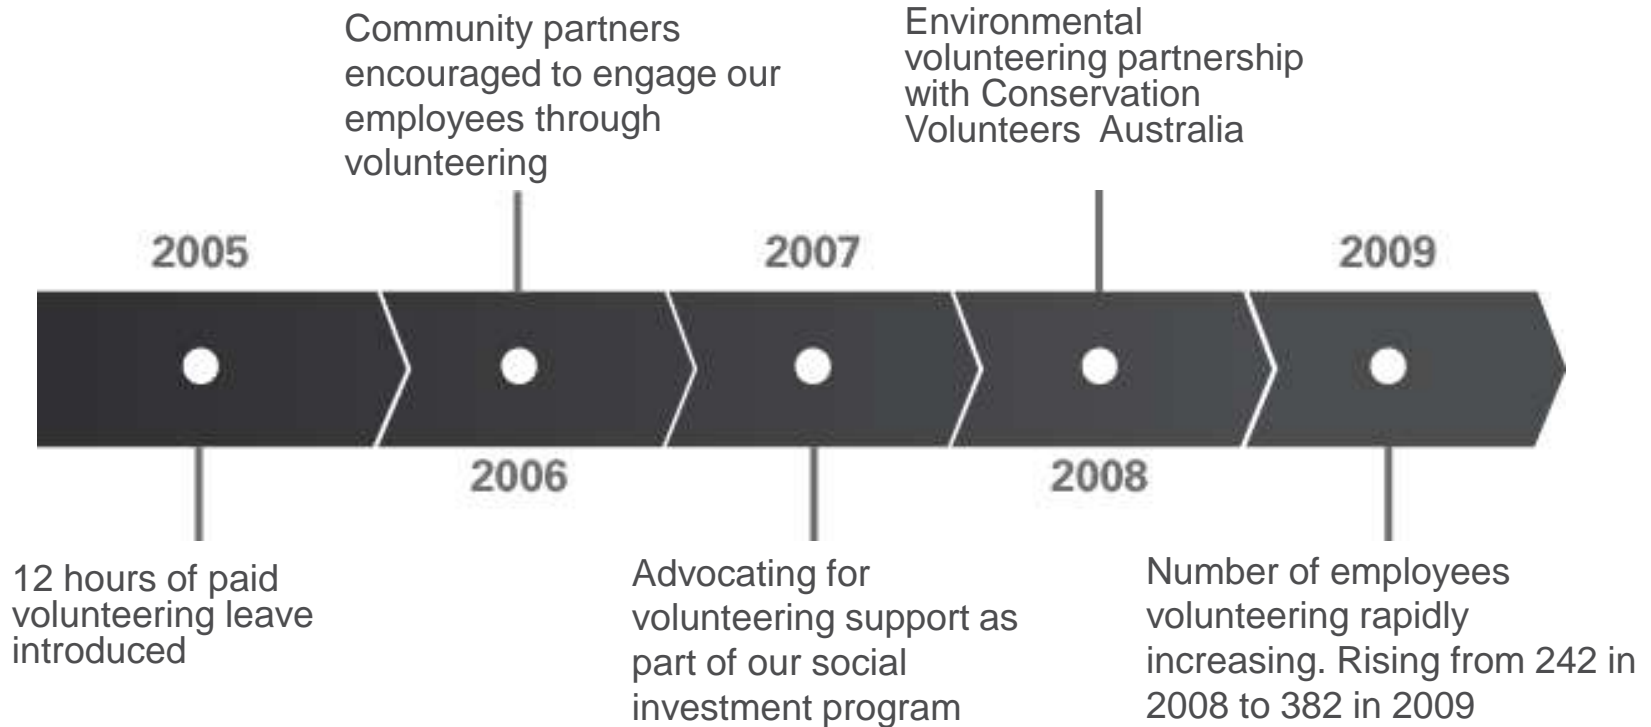 Community partners
encouraged to engage our
employees through
volunteering
Environmental
volunteering partnership
with Conservation
Volunteers Australia
2005
2007
2009
2006
2008
12 hours of paid
volunteering leave
introduced
Advocating for
volunteering support as
part of our social
investment program
Number of employees
volunteering rapidly
increasing. Rising from 242 in
2008 to 382 in 2009